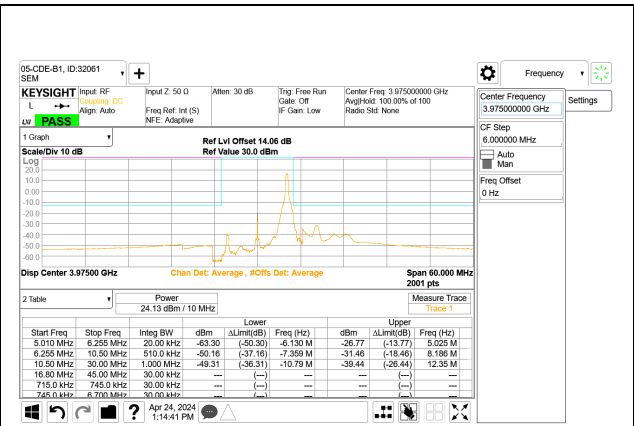 05-CDE-B1, ID:32061
SEM
Frequency
KEYSIGHT Input: RF Input Z: 50 Ω Atten: 30 dB Trig: Free Run Center Freq: 3.975000000 GHz
L Coupling: DC Gate: Off Avg|Hold: 100.00% of 100
Align: Auto Freq Ref: Int (S) IF Gain: Low Radio Std: None
PASS NFE: Adaptive
Center Frequency
3.975000000 GHz
Settings
CF Step
6.000000 MHz
Auto
Man
Freq Offset
0 Hz
1 Graph
Ref Lvl Offset 14.06 dB
Scale/Div 10 dB Ref Value 30.0 dBm
Log
20.0
10.0
0.00
-10.0
-20.0
-30.0
-40.0
-50.0
-60.0
Disp Center 3.97500 GHz Chan Det: Average, #Offs Det: Average Span 60.000 MHz
2001 pts
2 Table
Power
24.13 dBm / 10 MHz
Measure Trace
Trace 1
Lower Upper
Start Freq Stop Freq Integ BW dBm ΔLimit(dB) Freq (Hz) dBm ΔLimit(dB) Freq (Hz)
5.010 MHz 6.255 MHz 20.00 kHz -63.30 (-50.30) -6.130 M -26.77 (-13.77) 5.025 M
6.255 MHz 10.50 MHz 510.0 kHz -50.16 (-37.16) -7.359 M -31.46 (-18.46) 8.186 M
10.50 MHz 30.00 MHz 1.000 MHz -49.31 (-36.31) -10.79 M -39.44 (-26.44) 12.35 M
16.80 MHz 45.00 MHz 30.00 kHz --- (---) --- --- (---) ---
715.0 kHz 745.0 kHz 30.00 kHz --- (---) --- --- (---) ---
745.0 kHz 6.700 MHz 30.00 kHz --- (---) --- --- (---) ---
Apr 24, 2024
1:14:41 PM